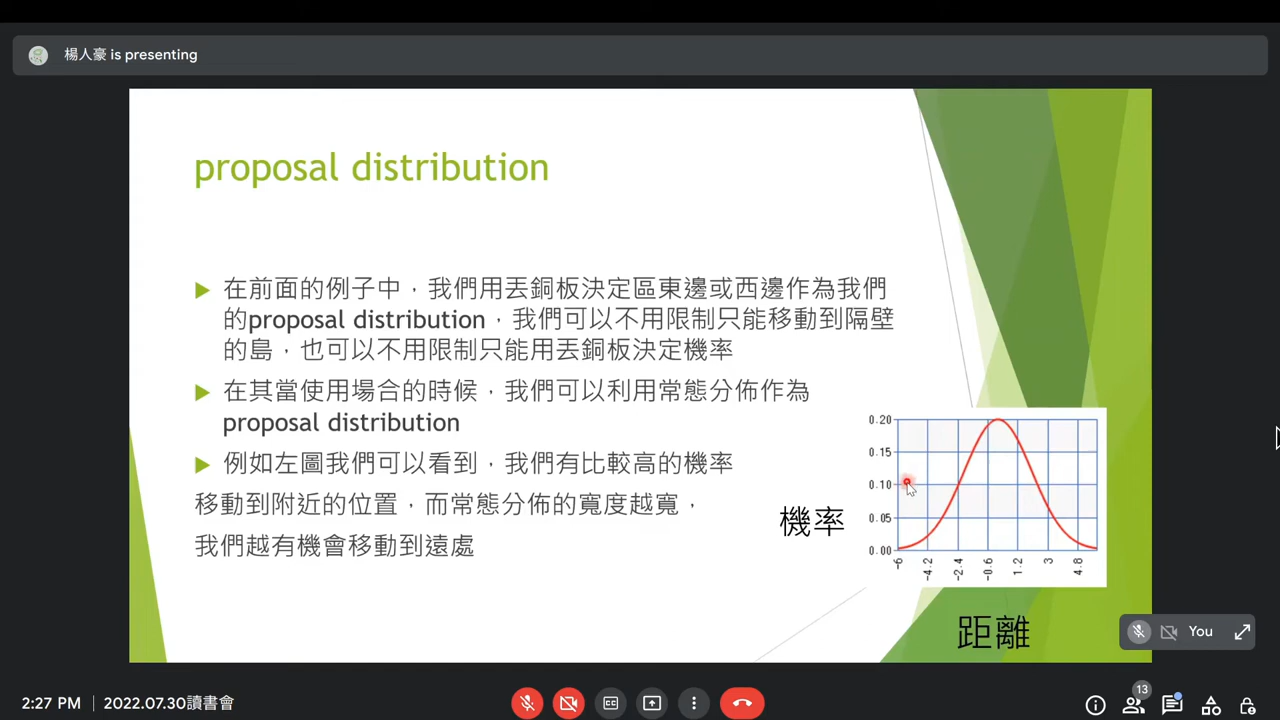 楊人豪 is presenting
proposal distribution
在前面的例子中，我們用丟銅板決定區東邊或西邊作為我們
的proposal distribution，我們可以不用限制只能移動到隔壁
的島，也可以不用限制只能用丟銅板決定機率
在其當使用場合的時候，我們可以利用常態分佈作為
proposal distribution
例如左圖我們可以看到，我們有比較高的機率
移動到附近的位置，而常態分佈的寬度越寬，
我們越有機會移動到遠處
0.20
0.15
0.10
0.05
0.00
機率
-6 -4.2 -2.4 -0.6 1.2 3 4.8
距離
You
2:27 PM | 2022.07.30讀書會
CC
13